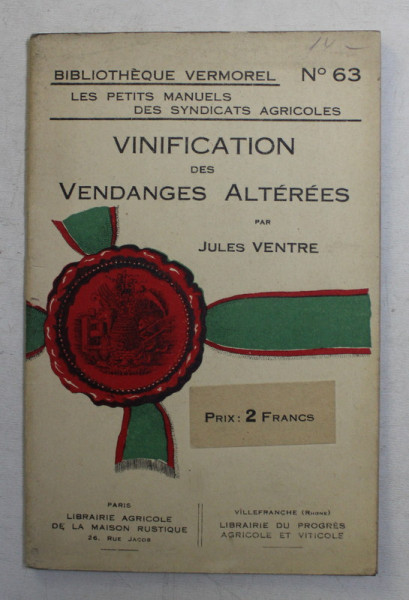 BIBLIOTHÈQUE VERMOREL N° 63
LES PETITS MANUELS
DES SYNDICATS AGRICOLES
VINIFICATION
DES
VENDANGES ALTÉRÉES
PAR
JULES VENTRE
PRIX: 2 FRANCS
PARIS
LIBRAIRIE AGRICOLE
DE LA MAISON RUSTIQUE
26, RUE JACOB
VILLEFRANCHE (RHONE)
LIBRAIRIE DU PROGRÈS
AGRICOLE ET VITICOLE